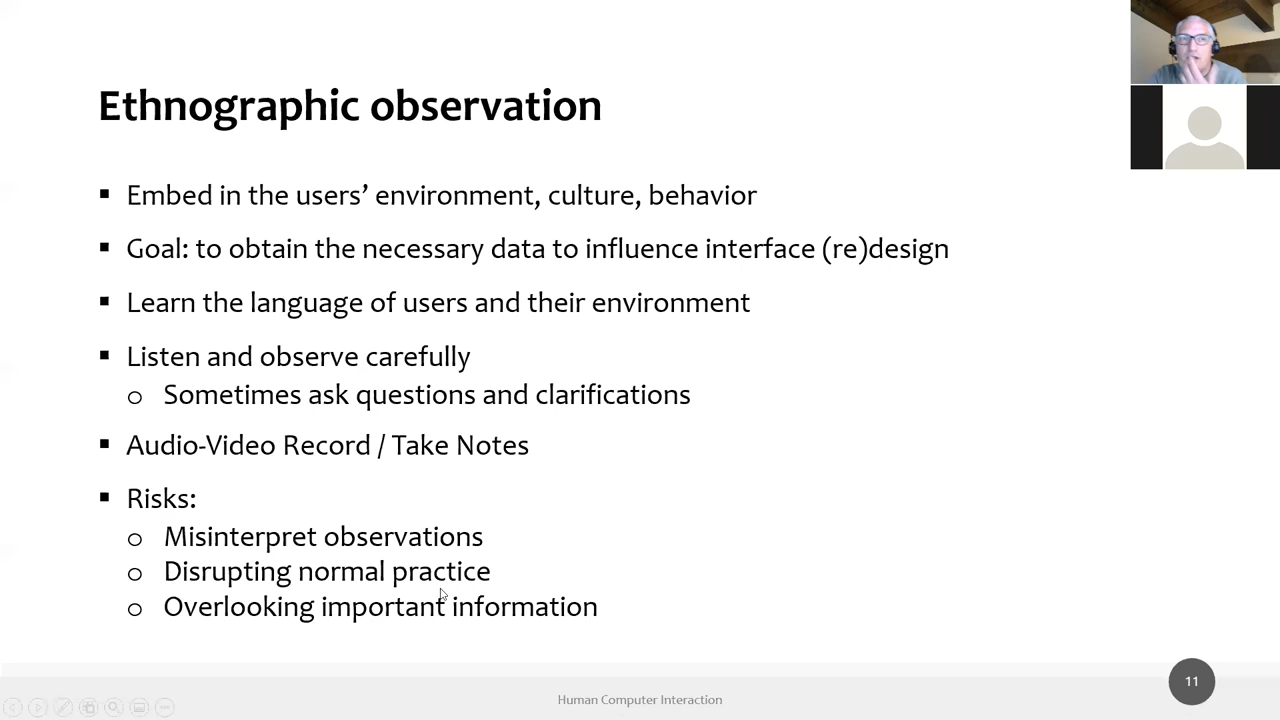 Ethnographic observation
▪ Embed in the users’ environment, culture, behavior
▪ Goal: to obtain the necessary data to influence interface (re)design
▪ Learn the language of users and their environment
▪ Listen and observe carefully
o Sometimes ask questions and clarifications
▪ Audio-Video Record / Take Notes
▪ Risks:
o Misinterpret observations
o Disrupting normal practice
o Overlooking important information
Human Computer Interaction
11